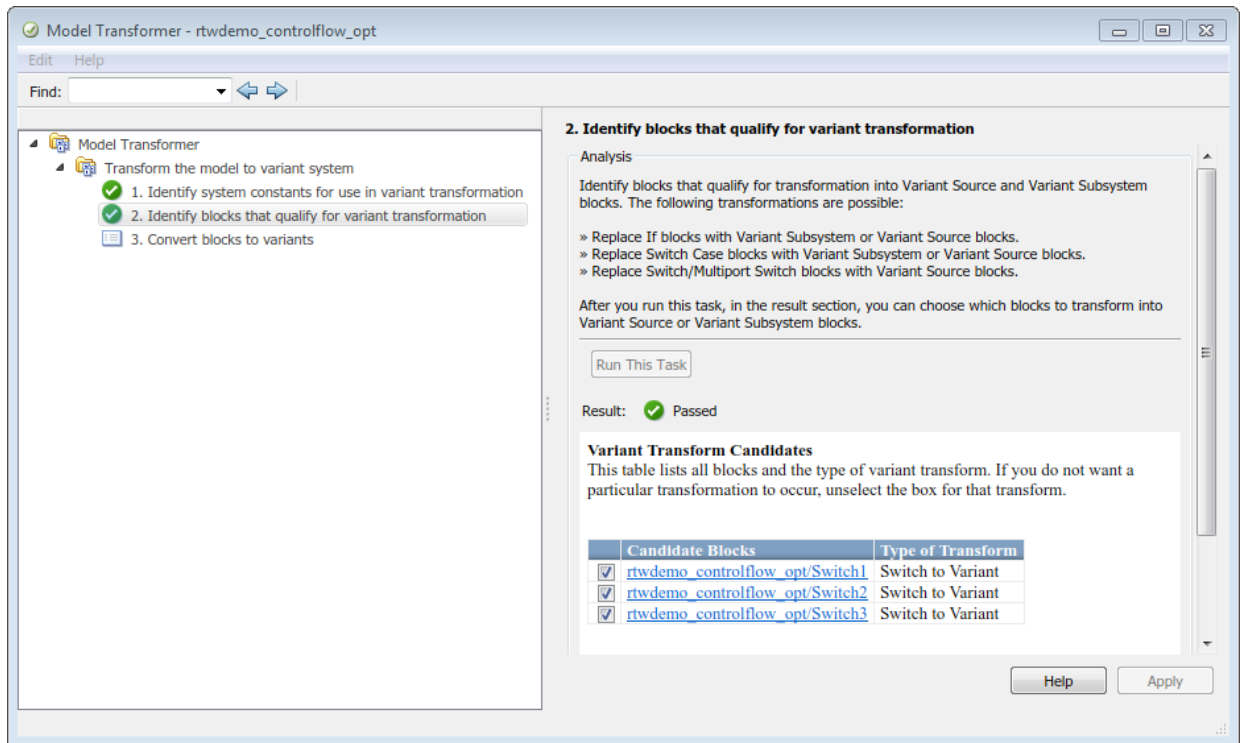 Model Transformer - rtwdemo_controlflow_opt
Edit Help
Find:
Model Transformer
Transform the model to variant system
1. Identify system constants for use in variant transformation
2. Identify blocks that qualify for variant transformation
3. Convert blocks to variants
2. Identify blocks that qualify for variant transformation
Analysis
Identify blocks that qualify for transformation into Variant Source and Variant Subsystem
blocks. The following transformations are possible:
» Replace If blocks with Variant Subsystem or Variant Source blocks.
» Replace Switch Case blocks with Variant Subsystem or Variant Source blocks.
» Replace Switch/Multiport Switch blocks with Variant Source blocks.
After you run this task, in the result section, you can choose which blocks to transform into
Variant Source or Variant Subsystem blocks.
Run This Task
Result: Passed
Variant Transform Candidates
This table lists all blocks and the type of variant transform. If you do not want a
particular transformation to occur, unselect the box for that transform.
Candidate Blocks Type of Transform
rtwdemo_controlflow_opt/Switch1 Switch to Variant
rtwdemo_controlflow_opt/Switch2 Switch to Variant
rtwdemo_controlflow_opt/Switch3 Switch to Variant
Help Apply